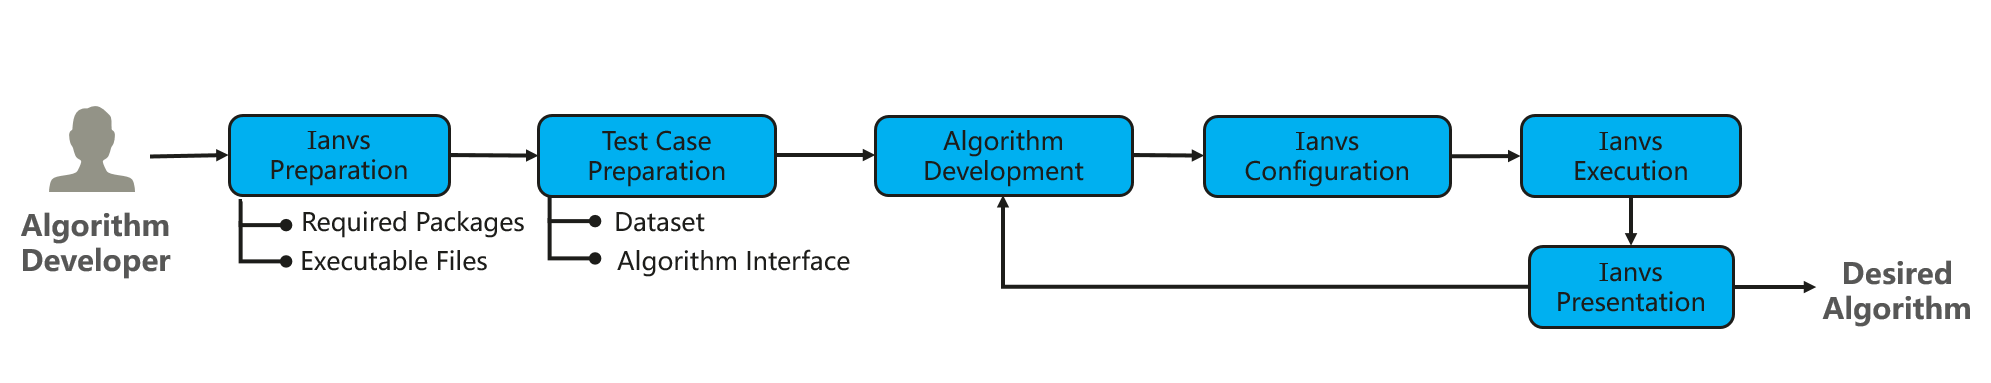 Algorithm
Developer
Ianvs
Preparation
Required Packages
Executable Files
Test Case
Preparation
Dataset
Algorithm Interface
Algorithm
Development
Ianvs
Configuration
Ianvs
Execution
Ianvs
Presentation
Desired
Algorithm